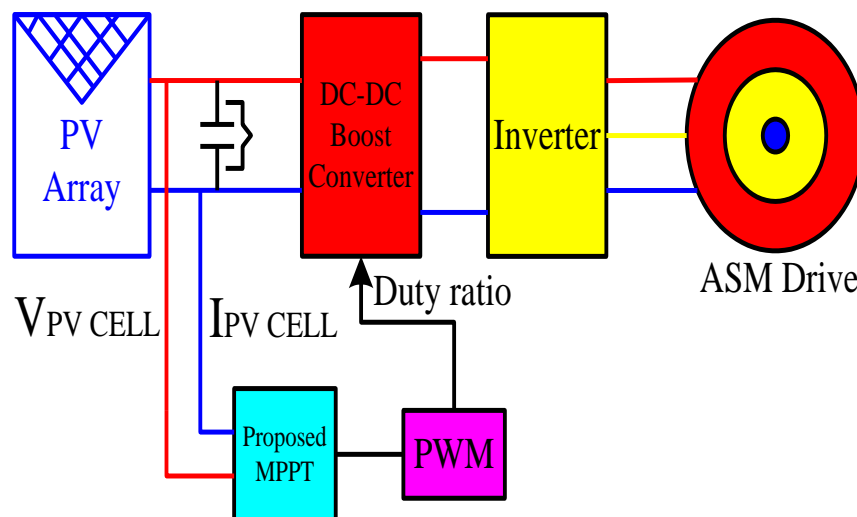 PV
Array
DC-DC
Boost
Converter
Inverter
ASM Drive
Duty ratio
VPV CELL
IPV CELL
Proposed
MPPT
PWM